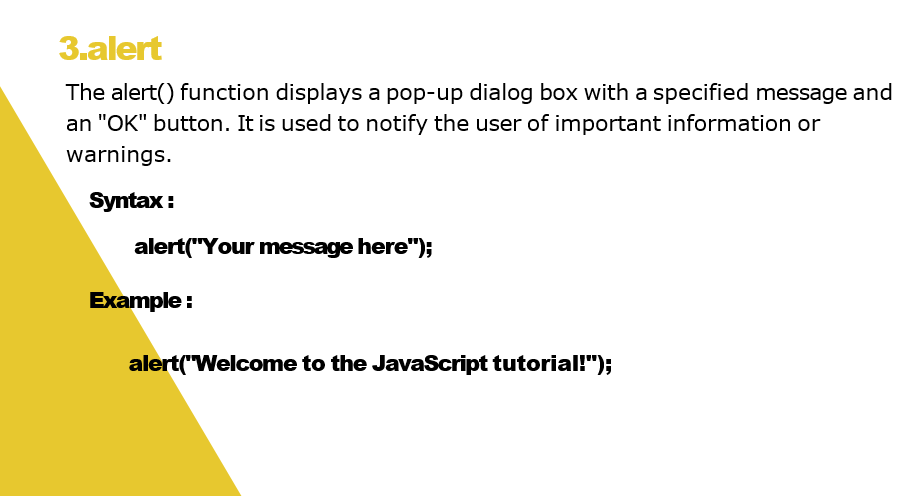 3.alert
The alert() function displays a pop-up dialog box with a specified message and
an "OK" button. It is used to notify the user of important information or
warnings.
Syntax :
alert("Your message here");
Example :
alert("Welcome to the JavaScript tutorial!");